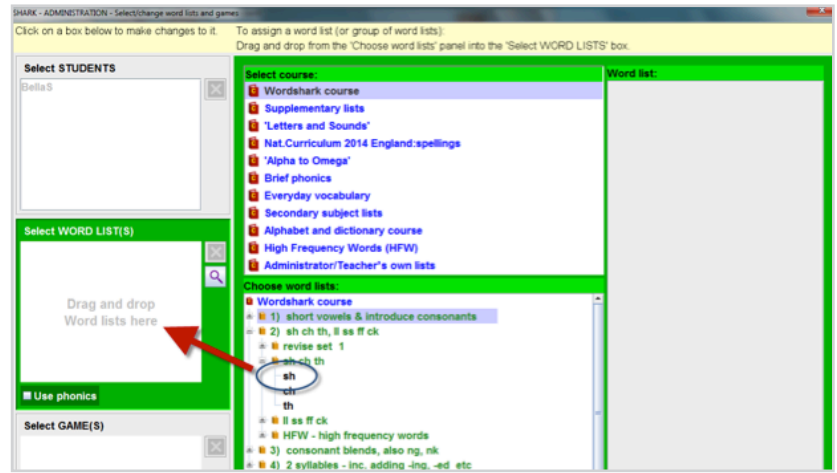 SHARK - ADMINISTRATION - Select/change word lists and games
Click on a box below to make changes to it.
To assign a word list (or group of word lists):
Drag and drop from the 'Choose word lists' panel into the 'Select WORD LISTS' box.
Select STUDENTS
BellaS
Select WORD LIST(S)
Drag and drop
Word lists here
Use phonics
Select GAME(S)
Select course:
Wordshark course
Supplementary lists
'Letters and Sounds'
Nat.Curriculum 2014 England:spellings
'Alpha to Omega'
Brief phonics
Everyday vocabulary
Secondary subject lists
Alphabet and dictionary course
High Frequency Words (HFW)
Administrator/Teacher's own lists
Choose word lists:
Wordshark course
1) short vowels & introduce consonants
2) sh ch th, ll ss ff ck
revise set 1
sh ch th
sh
ch
th
ll ss ff ck
HFW - high frequency words
3) consonant blends, also ng, nk
4) 2 syllables - inc. adding -ing, -ed etc
Word list: